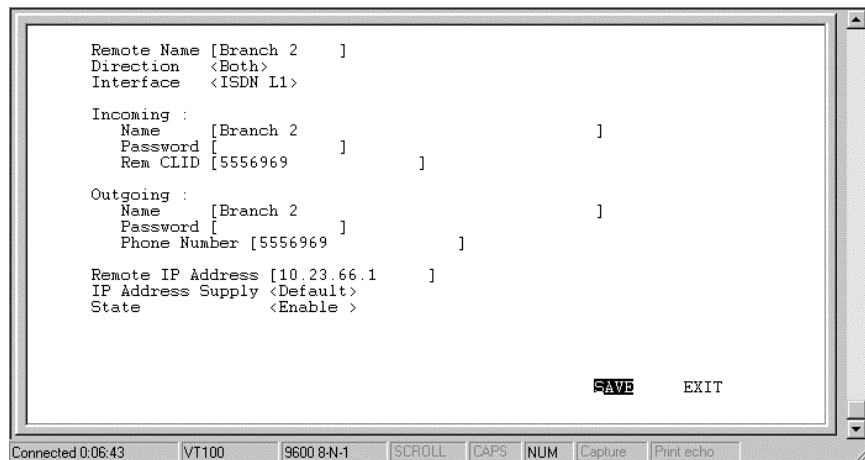 Remote Name [Branch 2    ]
Direction   <Both>
Interface   <ISDN L1>
Incoming :
Name      [Branch 2                              ]
Password [             ]
Rem CLID [5556969             ]
Outgoing :
Name      [Branch 2                              ]
Password [             ]
Phone Number [5556969             ]
Remote IP Address [10.23.66.1     ]
IP Address Supply <Default>
State             <Enable >
SAVE     EXIT
Connected 0:06:43 VT100 9600 8-N-1 SCROLL CAPS NUM Capture Print echo